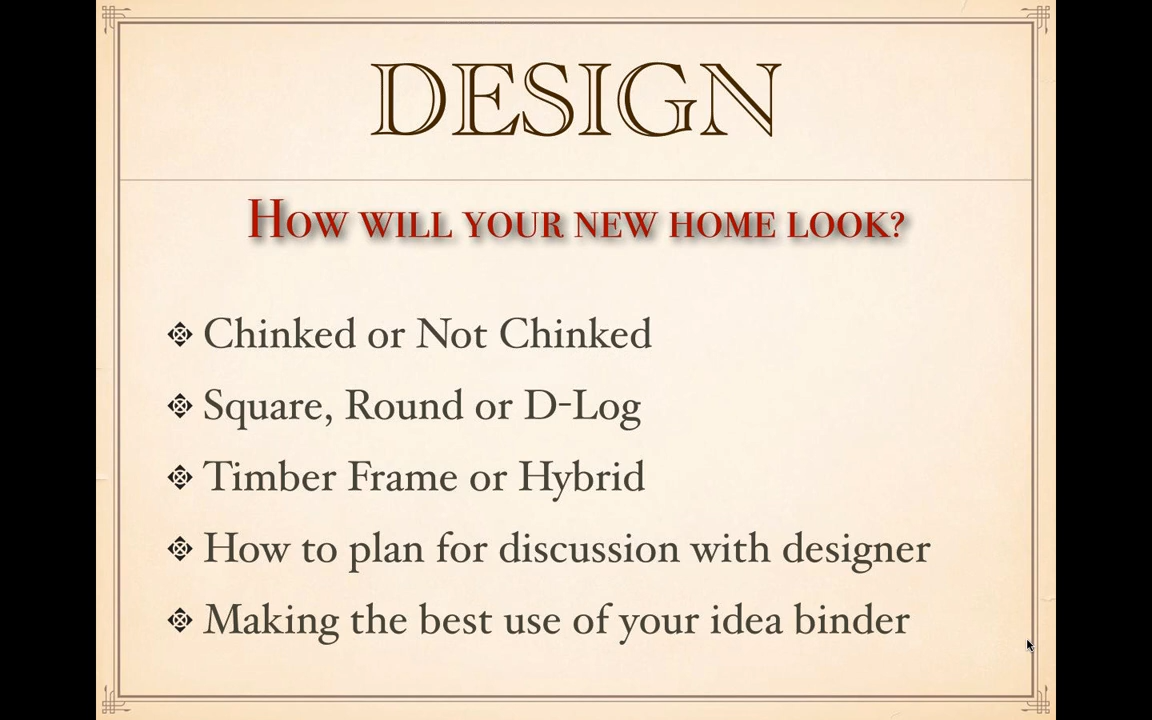 DESIGN
How will your new home look?
Chinked or Not Chinked
Square, Round or D-Log
Timber Frame or Hybrid
How to plan for discussion with designer
Making the best use of your idea binder